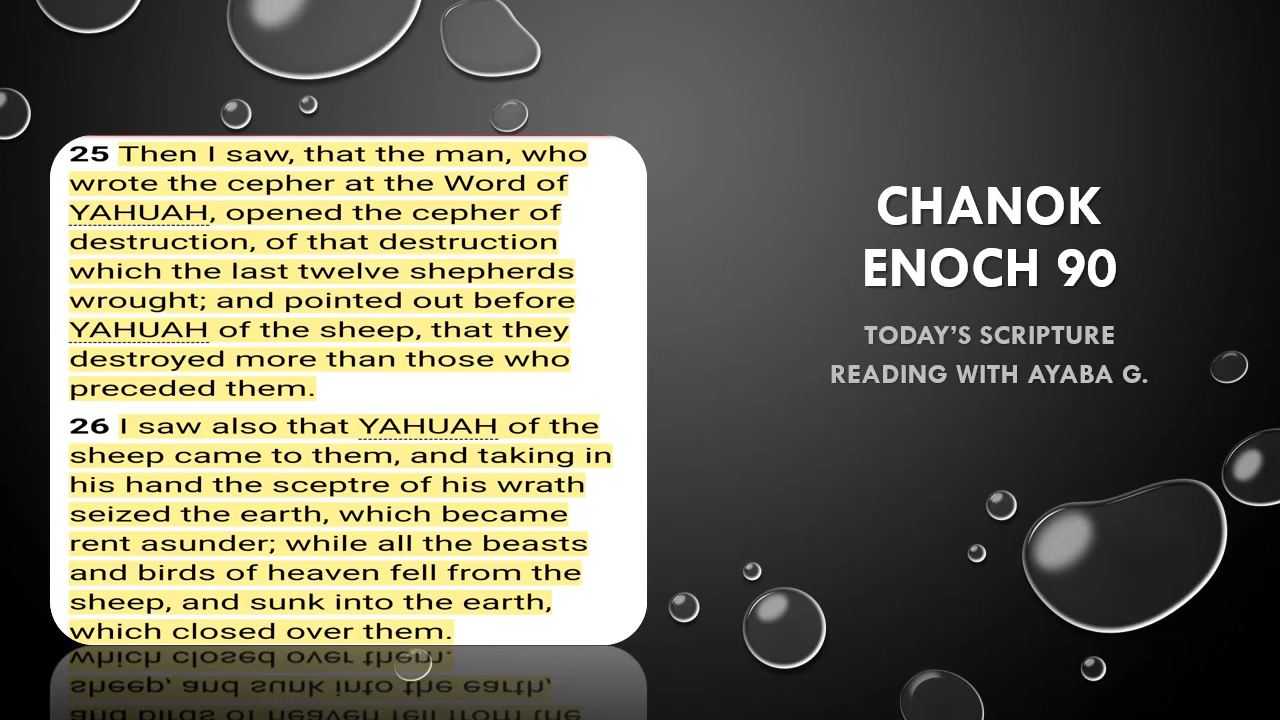 25 Then I saw, that the man, who
wrote the cepher at the Word of
YAHUAH, opened the cepher of
destruction, of that destruction
which the last twelve shepherds
wrought; and pointed out before
YAHUAH of the sheep, that they
destroyed more than those who
preceded them.
26 I saw also that YAHUAH of the
sheep came to them, and taking in
his hand the sceptre of his wrath
seized the earth, which became
rent asunder; while all the beasts
and birds of heaven fell from the
sheep, and sunk into the earth,
which closed over them.
CHANOK
ENOCH 90
TODAY’S SCRIPTURE
READING WITH AYABA G.